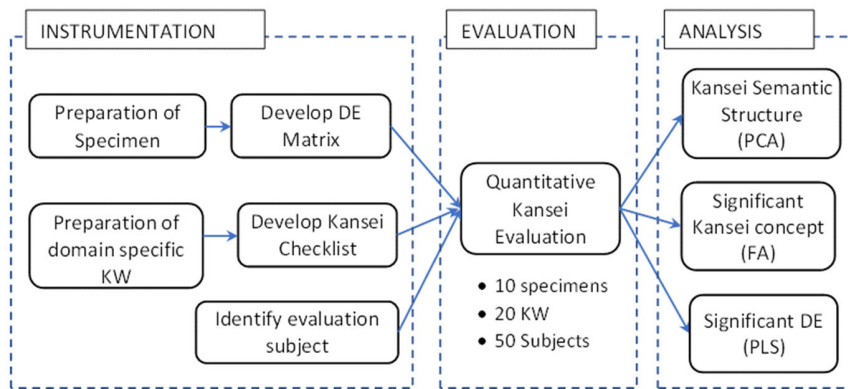 INSTRUMENTATION
Preparation of
Specimen
Develop DE
Matrix
Preparation of
domain specific
KW
Develop Kansei
Checklist
Identify evaluation
subject
EVALUATION
Quantitative
Kansei
Evaluation
• 10 specimens
• 20 KW
• 50 Subjects
ANALYSIS
Kansei Semantic
Structure
(PCA)
Significant
Kansei concept
(FA)
Significant DE
(PLS)